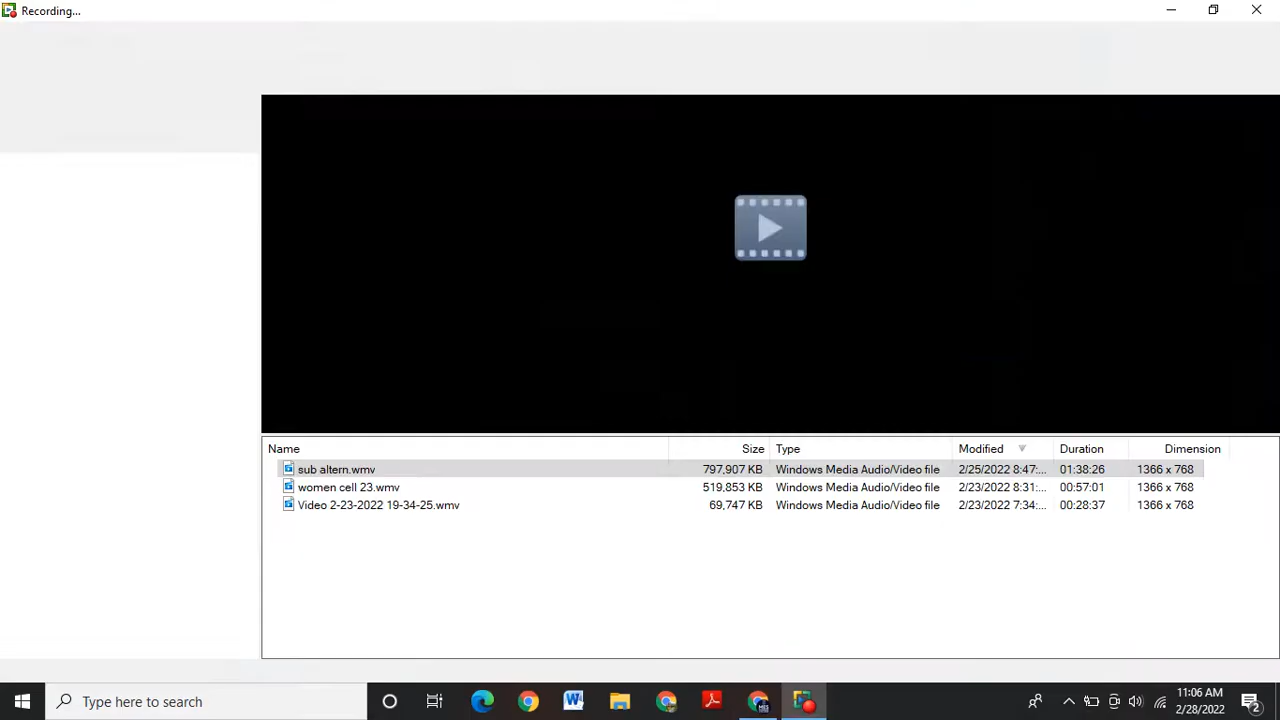 Recording...
Name Size Type Modified Duration Dimension
sub altern.wmv 797,907 KB Windows Media Audio/Video file 2/25/2022 8:47:... 01:38:26 1366 x 768
women cell 23.wmv 519,853 KB Windows Media Audio/Video file 2/23/2022 8:31:... 00:57:01 1366 x 768
Video 2-23-2022 19-34-25.wmv 69,747 KB Windows Media Audio/Video file 2/23/2022 7:34:... 00:28:37 1366 x 768
Type here to search
11:06 AM
2/28/2022
2